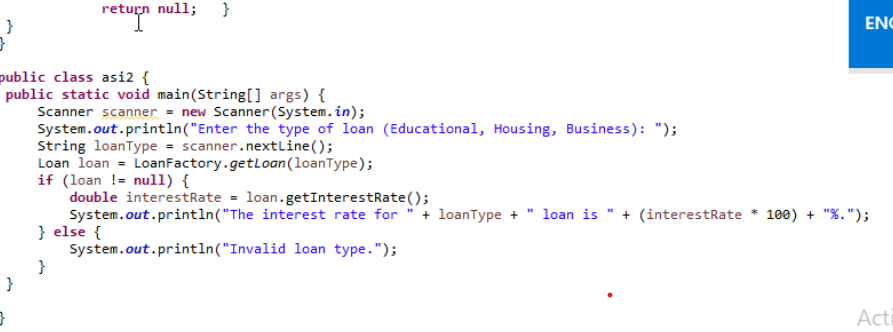 return null;   }
}
}
public class asi2 {
public static void main(String[] args) {
Scanner scanner = new Scanner(System.in);
System.out.println("Enter the type of loan (Educational, Housing, Business): ");
String loanType = scanner.nextLine();
Loan loan = LoanFactory.getLoan(loanType);
if (loan != null) {
double interestRate = loan.getInterestRate();
System.out.println("The interest rate for " + loanType + " loan is " + (interestRate * 100) + "%.");
} else {
System.out.println("Invalid loan type.");
}
}
}